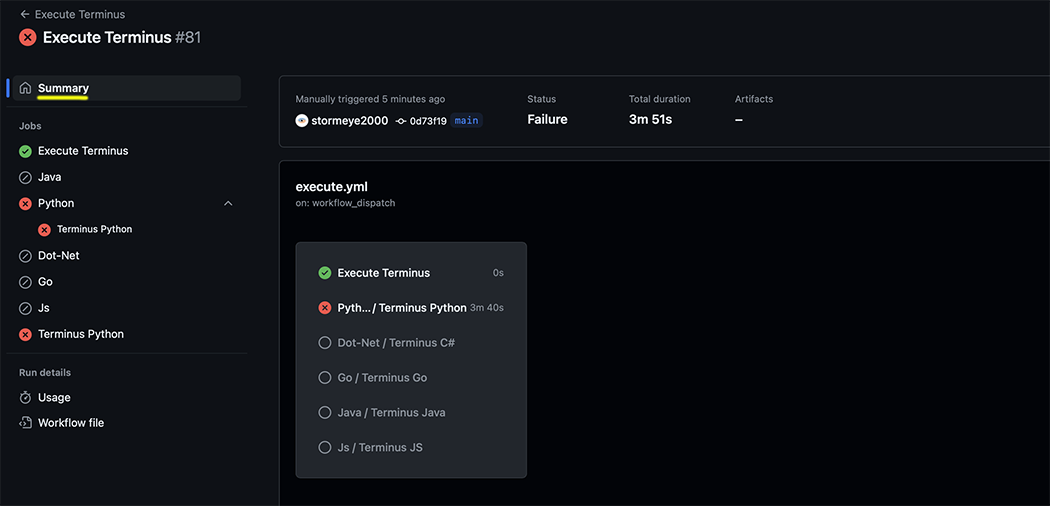 Execute Terminus
Execute Terminus #81
Summary
Jobs
Execute Terminus
Java
Python
Terminus Python
Dot-Net
Go
Js
Terminus Python
Run details
Usage
Workflow file
Manually triggered 5 minutes ago
stormeye2000 0d73f19 main
Status
Failure
Total duration
3m 51s
Artifacts
–
execute.yml
on: workflow_dispatch
Execute Terminus 0s
Pyth... / Terminus Python 3m 40s
Dot-Net / Terminus C#
Go / Terminus Go
Java / Terminus Java
Js / Terminus JS